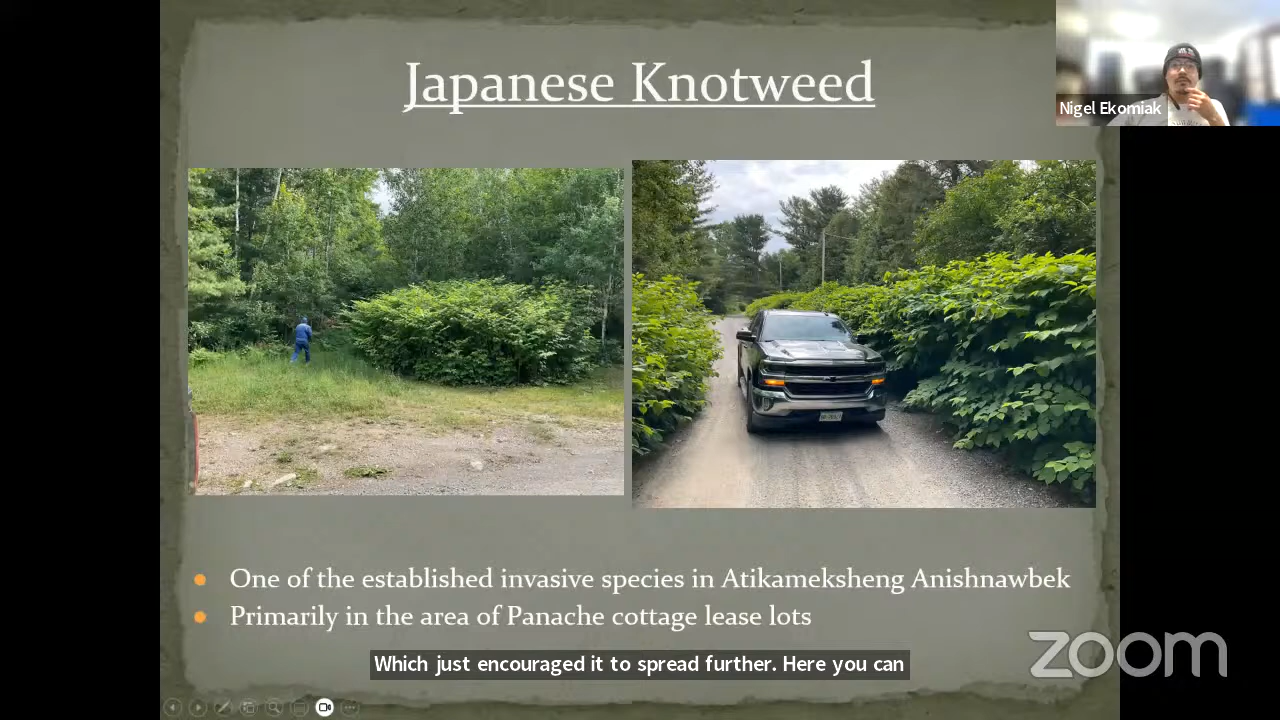 Japanese Knotweed
Nigel Ekomiak
One of the established invasive species in Atikameksheng Anishnawbek
Primarily in the area of Panache cottage lease lots
Which just encouraged it to spread further. Here you can
zoom